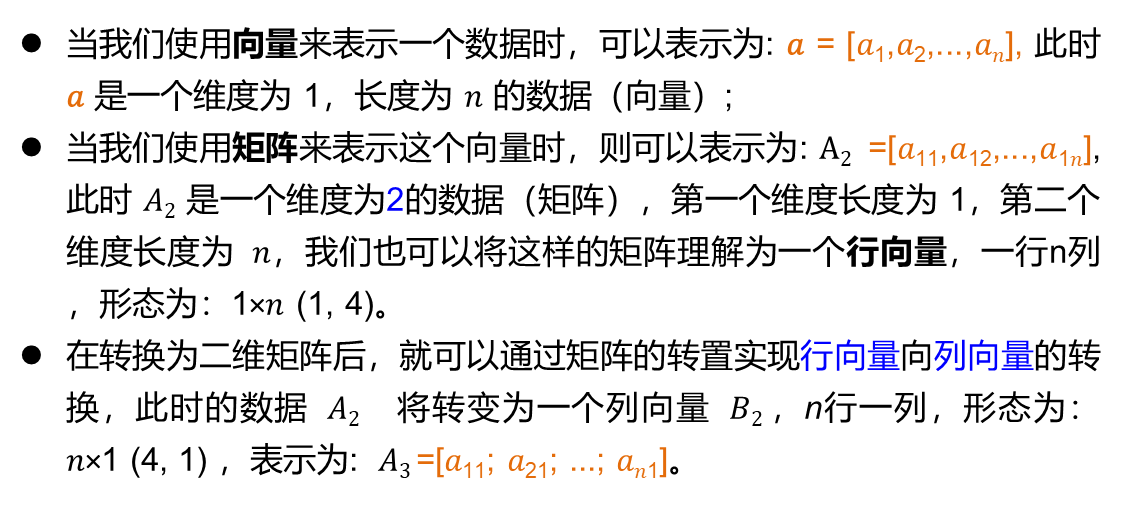 ● 当我们使用向量来表示一个数据时，可以表示为: a = [a1,a2,…,an], 此时
a 是一个维度为 1，长度为 n 的数据（向量）;
● 当我们使用矩阵来表示这个向量时，则可以表示为: A2 =[a11,a12,…,a1n],
此时 A2 是一个维度为2的数据（矩阵）, 第一个维度长度为 1，第二个
维度长度为 n，我们也可以将这样的矩阵理解为一个行向量，一行n列
，形态为：1×n (1, 4)。
● 在转换为二维矩阵后，就可以通过矩阵的转置实现行向量向列向量的转
换，此时的数据 A2 将转变为一个列向量 B2 ，n行一列，形态为：
n×1 (4, 1) ，表示为: A3 =[a11; a21; …; an1]。